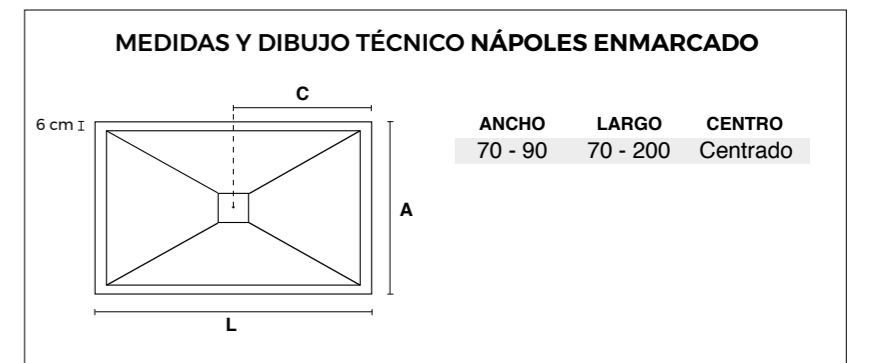 MEDIDAS Y DIBUJO TÉCNICO NÁPOLES ENMARCADO
C
6 cm
A
L
ANCHO LARGO CENTRO
70 - 90 70 - 200 Centrado